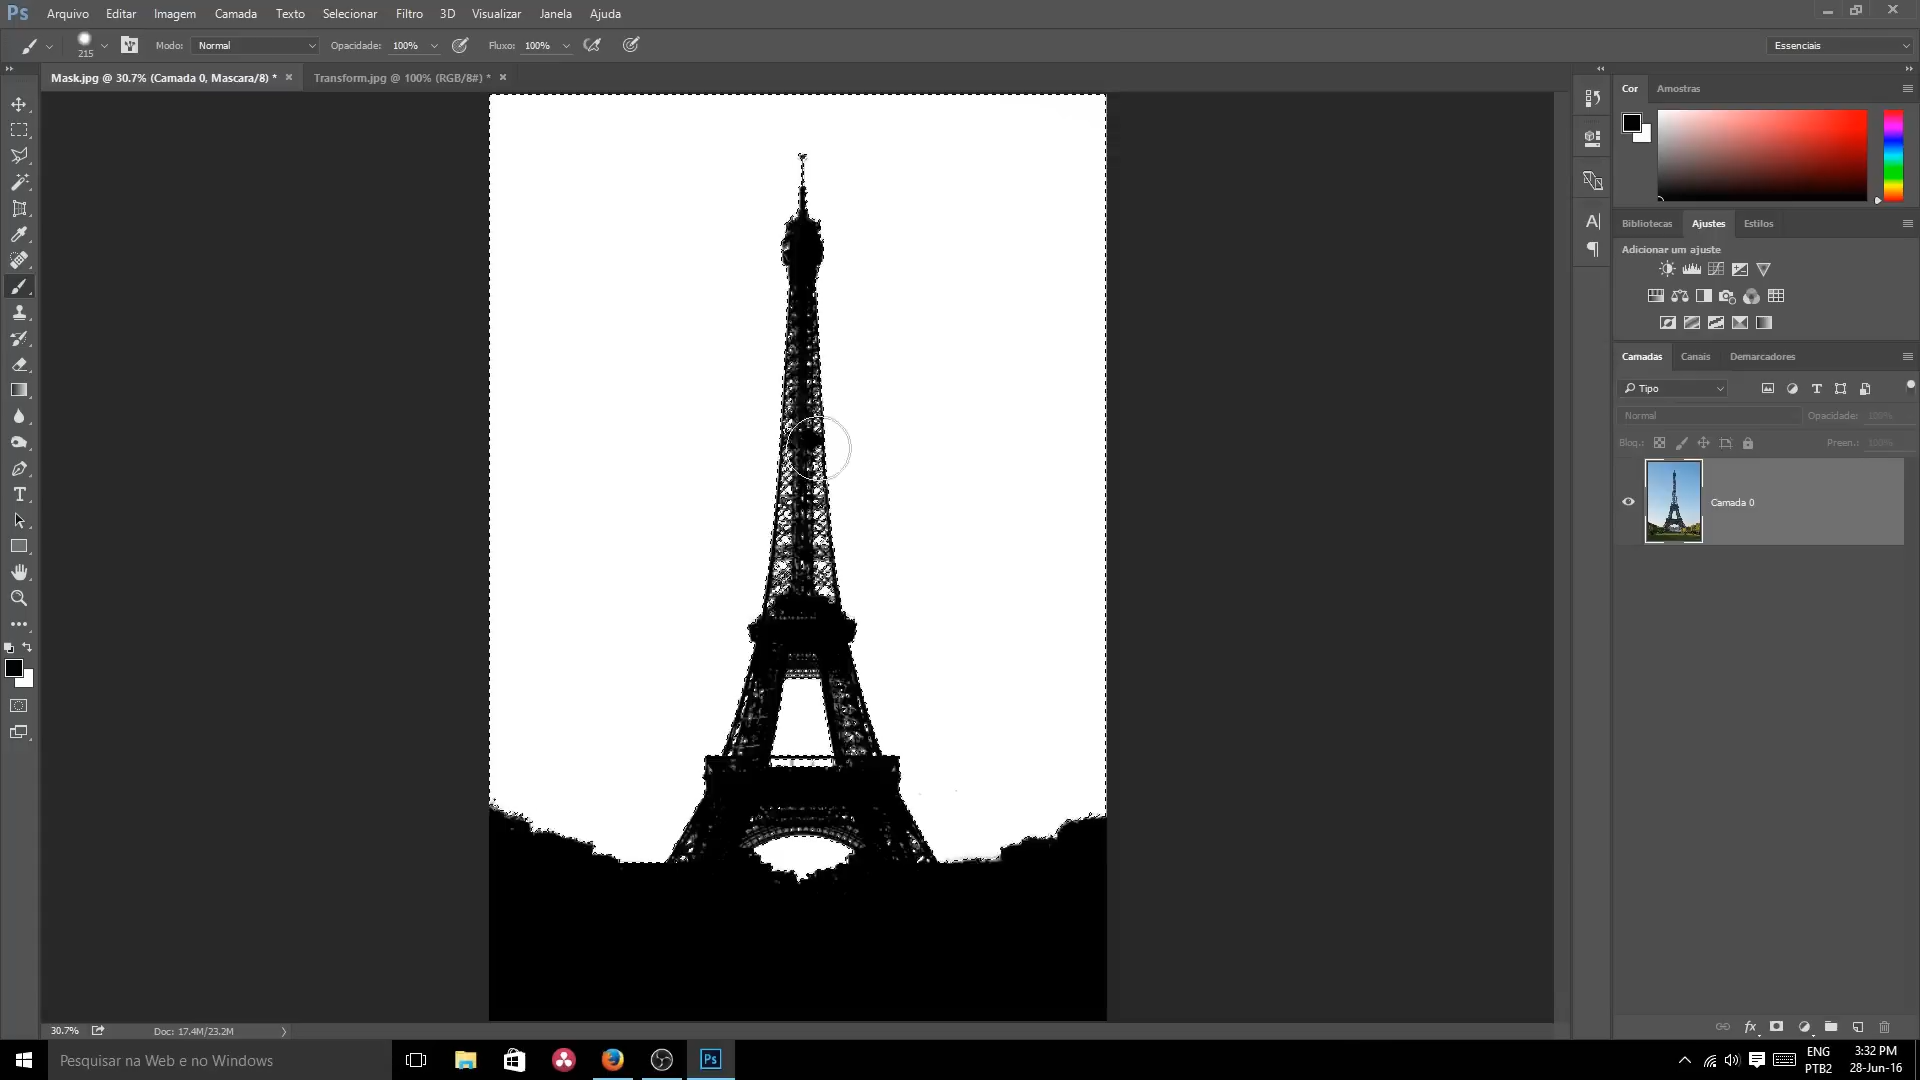 Ps Arquivo Editar Imagem Camada Texto Selecionar Filtro 3D Visualizar Janela Ajuda
215 Modo: Normal Opacidade: 100% Fluxo: 100% Essenciais
Mask.jpg @ 30.7% (Camada 0, Mascara/8) * Transform.jpg @ 100% (RGB/8#) *
Cor Amostras
Bibliotecas Ajustes Estilos
Adicionar um ajuste
Camadas Canais Demarcadores
Tipo
Normal Opacidade: 100%
Bloq.: Preen.: 100%
Camada 0
30.7% Doc: 17.4M/23.2M
Pesquisar na Web e no Windows Ps ENG 3:32 PM
PTB2 28-Jun-16